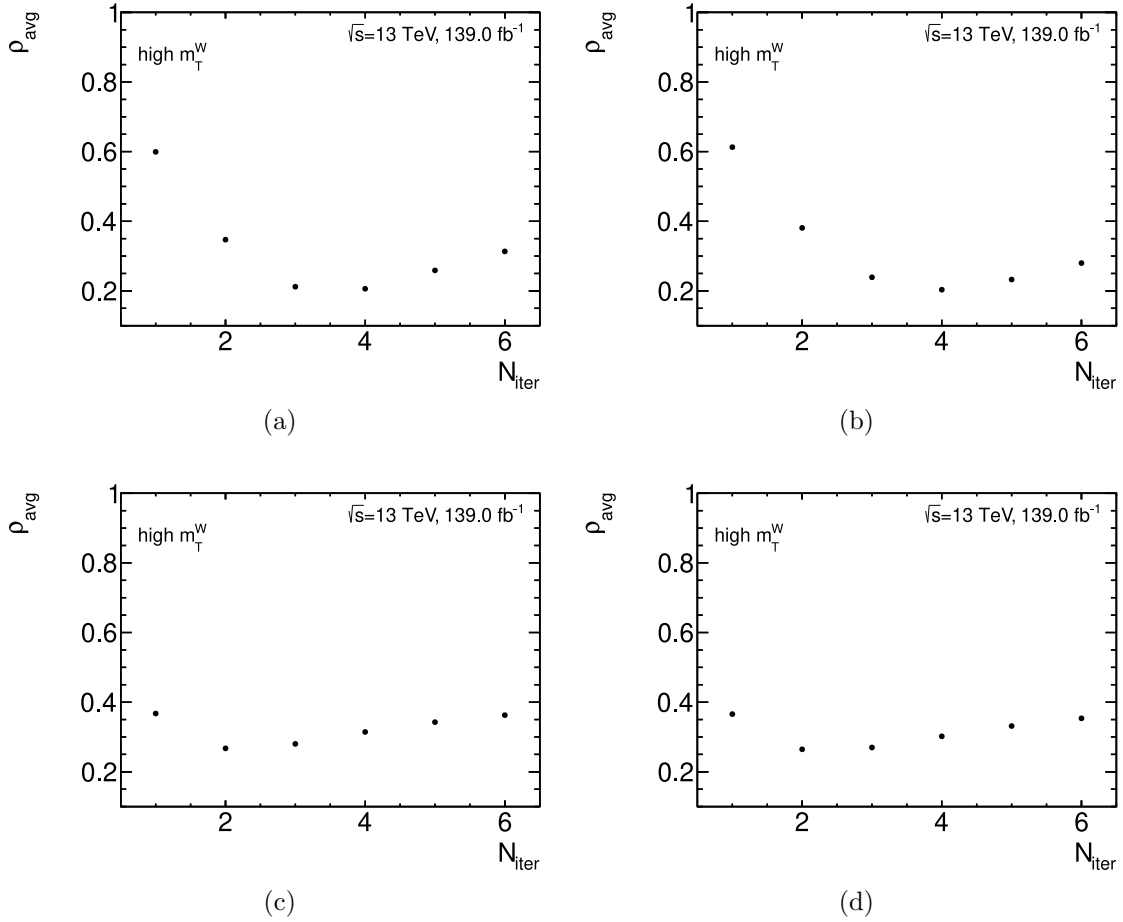 ρavg
1
√s=13 TeV, 139.0 fb-1
high mTW
0.8
0.6
0.4
0.2
2 4 6
Niter
(a)
ρavg
1
√s=13 TeV, 139.0 fb-1
high mTW
0.8
0.6
0.4
0.2
2 4 6
Niter
(b)
ρavg
1
√s=13 TeV, 139.0 fb-1
high mTW
0.8
0.6
0.4
0.2
2 4 6
Niter
(c)
ρavg
1
√s=13 TeV, 139.0 fb-1
high mTW
0.8
0.6
0.4
0.2
2 4 6
Niter
(d)